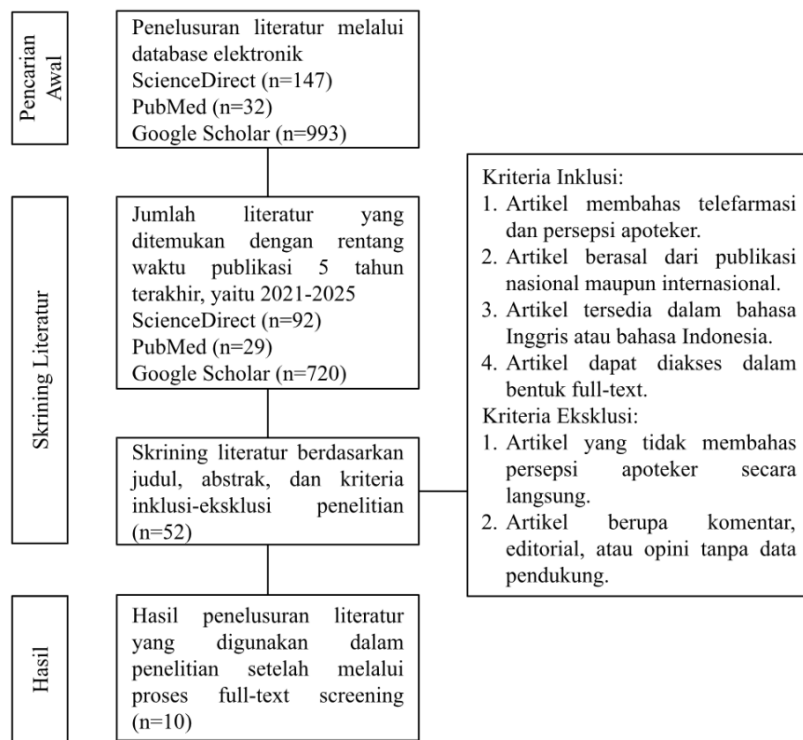 Pencarian
Awal
Penelusuran literatur melalui
database elektronik
ScienceDirect (n=147)
PubMed (n=32)
Google Scholar (n=993)
Skrining Literatur
Jumlah literatur yang
ditemukan dengan rentang
waktu publikasi 5 tahun
terakhir, yaitu 2021-2025
ScienceDirect (n=92)
PubMed (n=29)
Google Scholar (n=720)
Skrining literatur berdasarkan
judul, abstrak, dan kriteria
inklusi-eksklusi penelitian
(n=52)
Kriteria Inklusi:
1. Artikel membahas telefarmasi
dan persepsi apoteker.
2. Artikel berasal dari publikasi
nasional maupun internasional.
3. Artikel tersedia dalam bahasa
Inggris atau bahasa Indonesia.
4. Artikel dapat diakses dalam
bentuk full-text.
Kriteria Eksklusi:
1. Artikel yang tidak membahas
persepsi apoteker secara
langsung.
2. Artikel berupa komentar,
editorial, atau opini tanpa data
pendukung.
Hasil
Hasil penelusuran literatur
yang digunakan dalam
penelitian setelah melalui
proses full-text screening
(n=10)